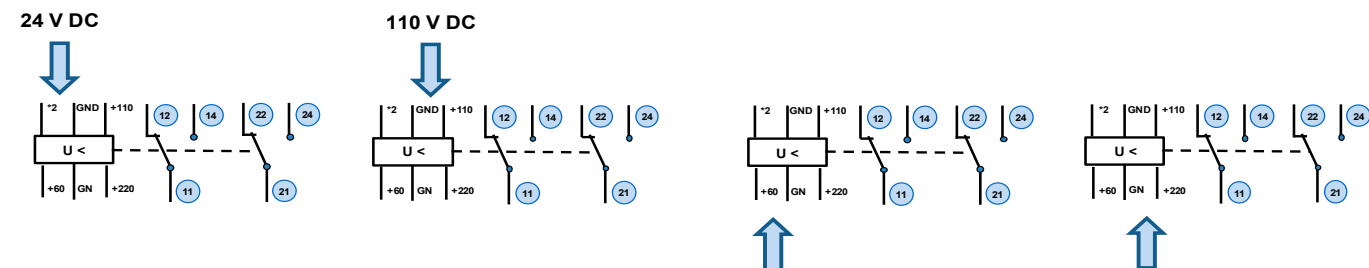 24 V DC
110 V DC
*2 GND +110 12 14 22 24
U <
+60 GN +220 11 21
*2 GND +110 12 14 22 24
U <
+60 GN +220 11 21
*2 GND +110 12 14 22 24
U <
+60 GN +220 11 21
*2 GND +110 12 14 22 24
U <
+60 GN +220 11 21